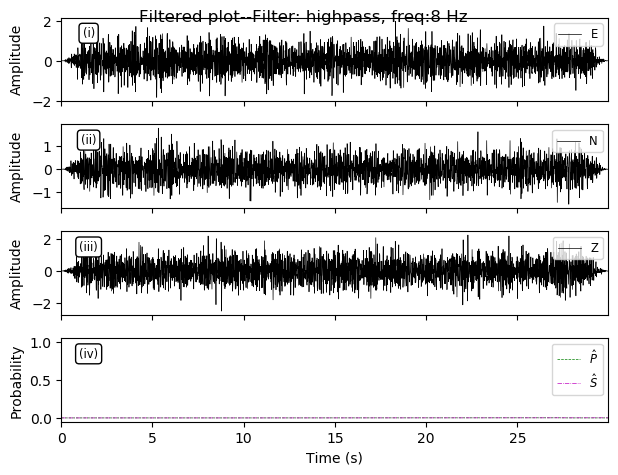 Filtered plot--Filter: highpass, freq:8 Hz
2
(i)
E
Amplitude
0
−2
(ii)
N
Amplitude
1
0
−1
2
(iii)
Z
Amplitude
0
−2
1.0
(iv)
P̂
Ŝ
Probability
0.5
0.0
0 5 10 15 20 25
Time (s)